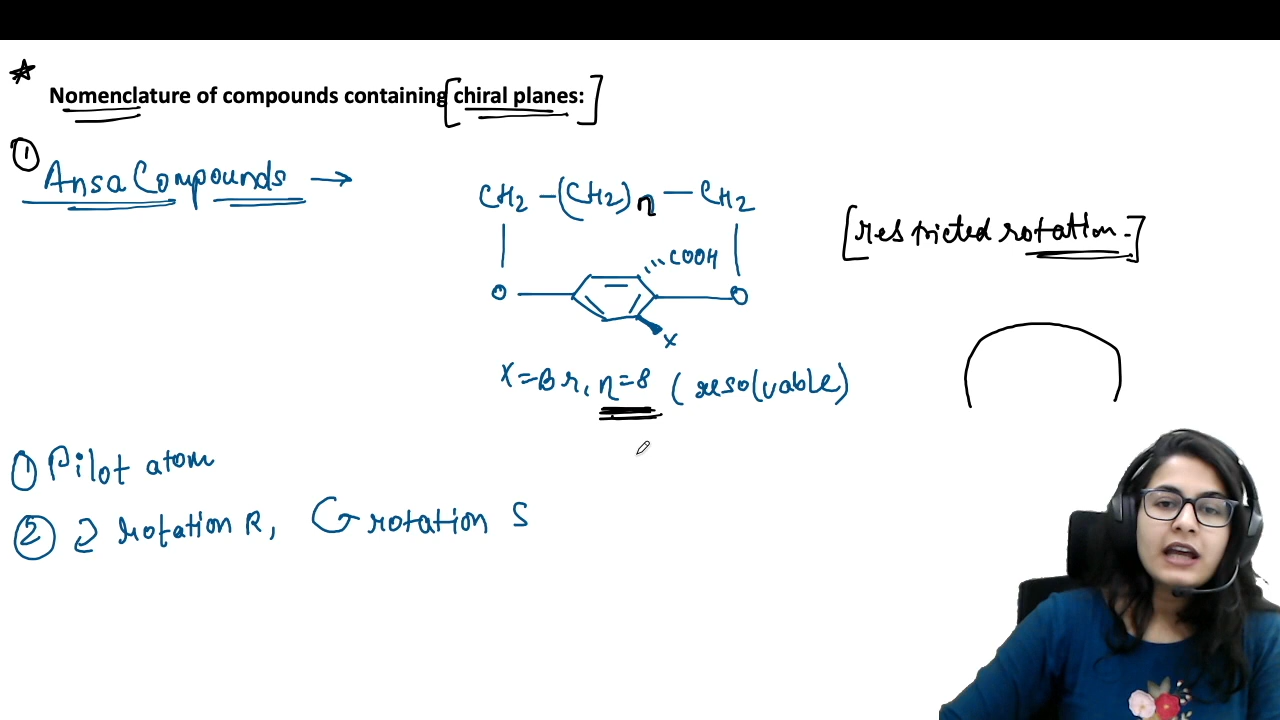 Nomenclature of compounds containing [chiral planes:]
① Ansa Compounds →
CH2 -(CH2)n - CH2
[restricted rotation.]
COOH
O O
X
X=Br, n=8 (resolvable)
① Pilot atom
② rotation R, rotation S